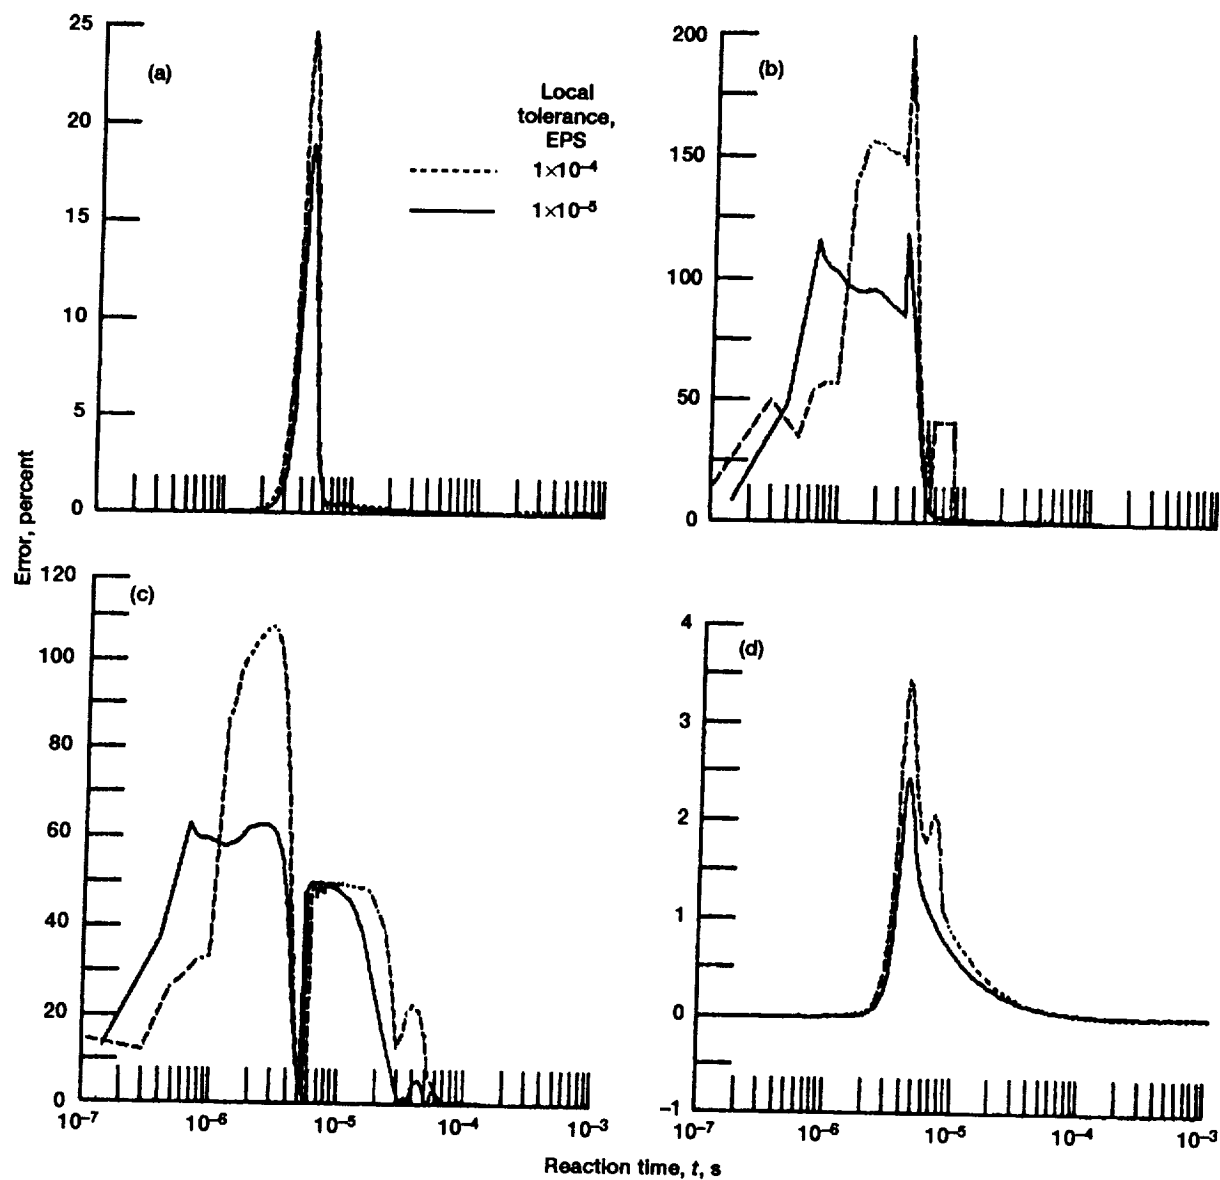 25
20
15
10
5
0
(a)
Local
tolerance,
EPS
1×10⁻⁴
1×10⁻⁵
200
150
100
50
0
(b)
Error, percent
120
100
80
60
40
20
0
(c)
10⁻⁷ 10⁻⁶ 10⁻⁵ 10⁻⁴ 10⁻³
4
3
2
1
0
−1
(d)
10⁻⁷ 10⁻⁶ 10⁻⁵ 10⁻⁴ 10⁻³
Reaction time, t, s